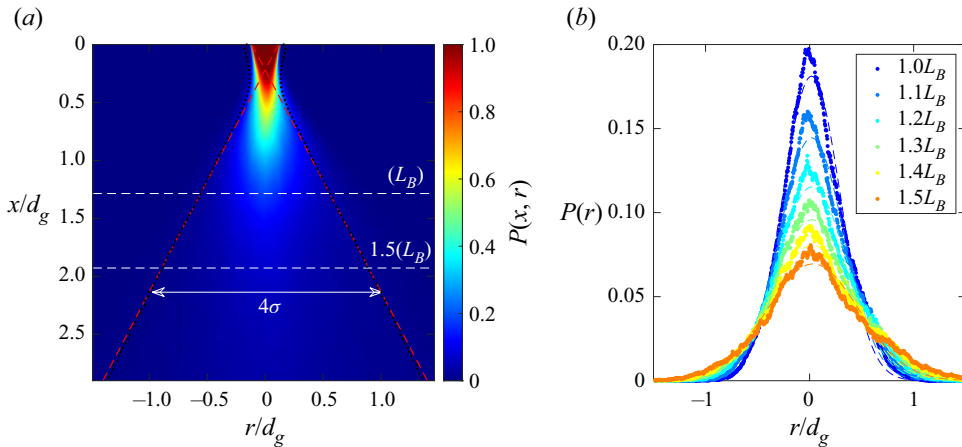 (a)
(b)
0
0.5
1.0
1.5
2.0
2.5
x/d_g
−1.0
−0.5
0
0.5
1.0
r/d_g
(L_B)
1.5(L_B)
4σ
1.0
0.8
0.6
0.4
0.2
0
P(x, r)
0.20
0.15
0.10
0.05
0
P(r)
−1
0
1
r/d_g
1.0L_B
1.1L_B
1.2L_B
1.3L_B
1.4L_B
1.5L_B